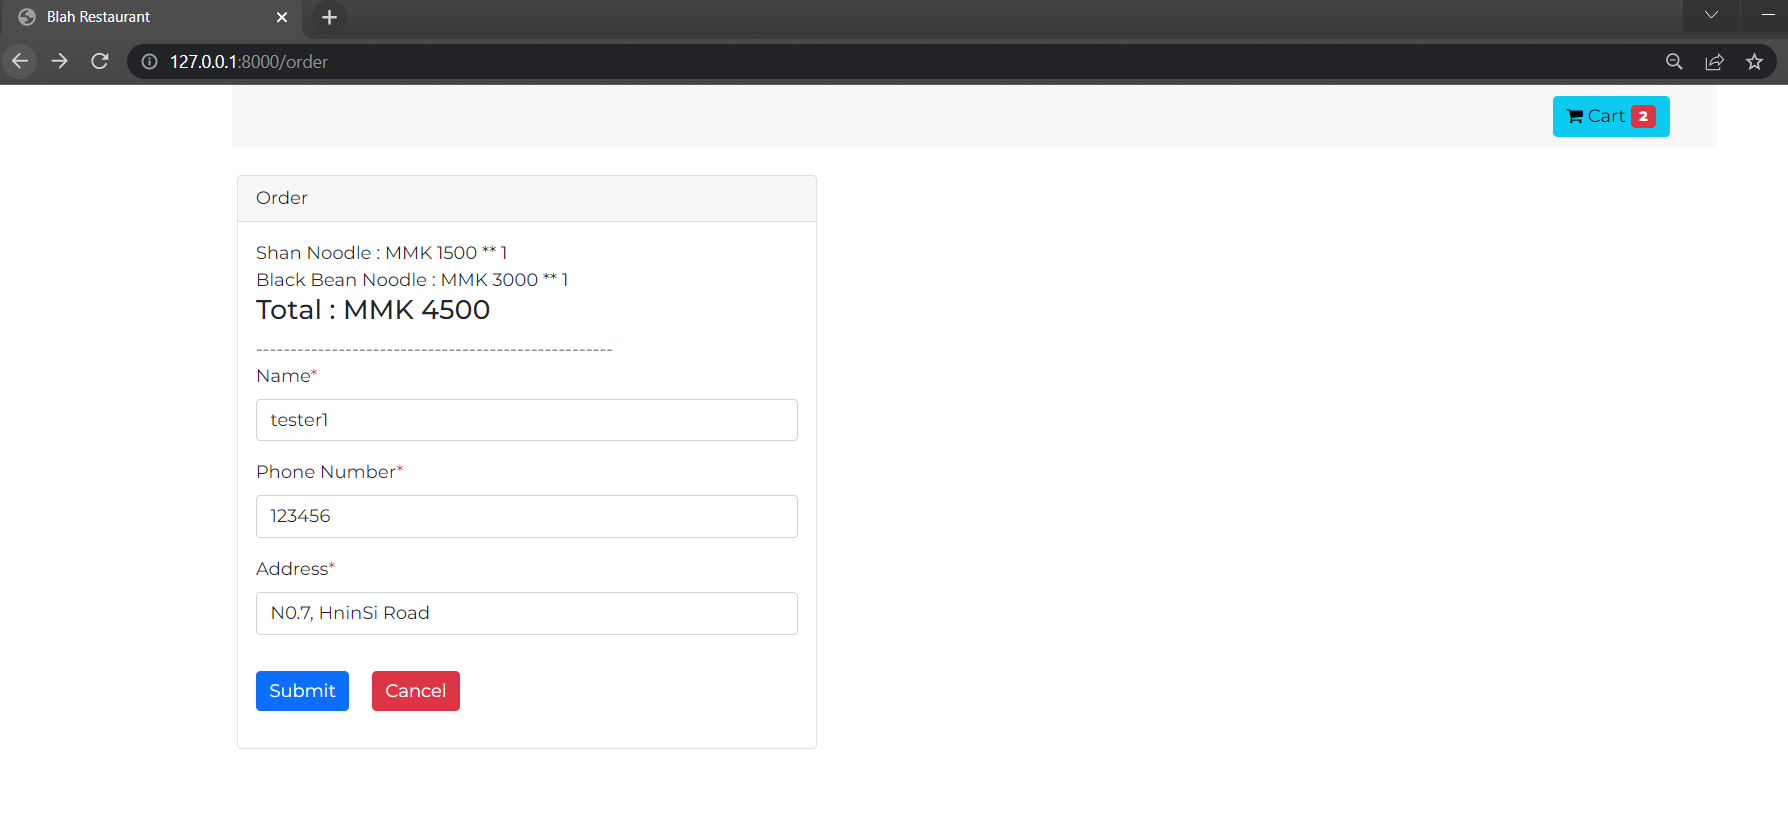 Blah Restaurant
127.0.0.1:8000/order
Cart 2
Order
Shan Noodle : MMK 1500 ** 1
Black Bean Noodle : MMK 3000 ** 1
Total : MMK 4500
----------------------------------------------------
Name*
tester1
Phone Number*
123456
Address*
N0.7, HninSi Road
Submit Cancel